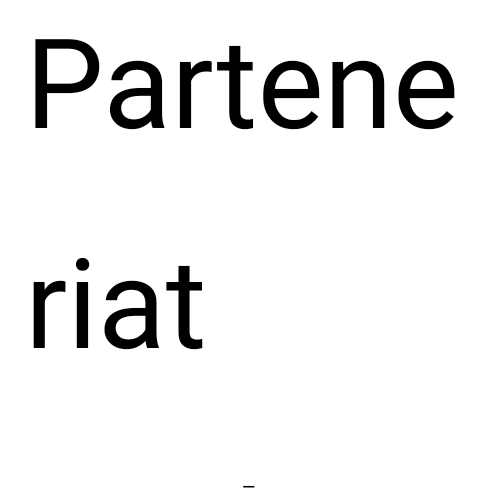 Partene
riat
–